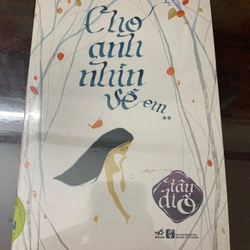 Cho
anh
nhìn
về em
**
tân
di ổ